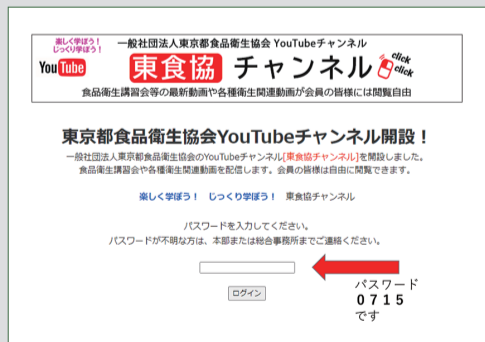 楽しく学ぼう！
じっくり学ぼう！
一般社団法人東京都食品衛生協会 YouTubeチャンネル
YouTube 東食協 チャンネル click click
食品衛生講習会等の最新動画や各種衛生関連動画が会員の皆様には閲覧自由
東京都食品衛生協会YouTubeチャンネル開設！
一般社団法人東京都食品衛生協会のYouTubeチャンネル[東食協チャンネル]を開設しました。
食品衛生講習会や各種衛生関連動画を配信します。会員の皆様は自由に閲覧できます。
楽しく学ぼう！ じっくり学ぼう！ 東食協チャンネル
パスワードを入力してください。
パスワードが不明な方は、本部または総合事務所までご連絡ください。
ログイン
パスワード
０７１５
です